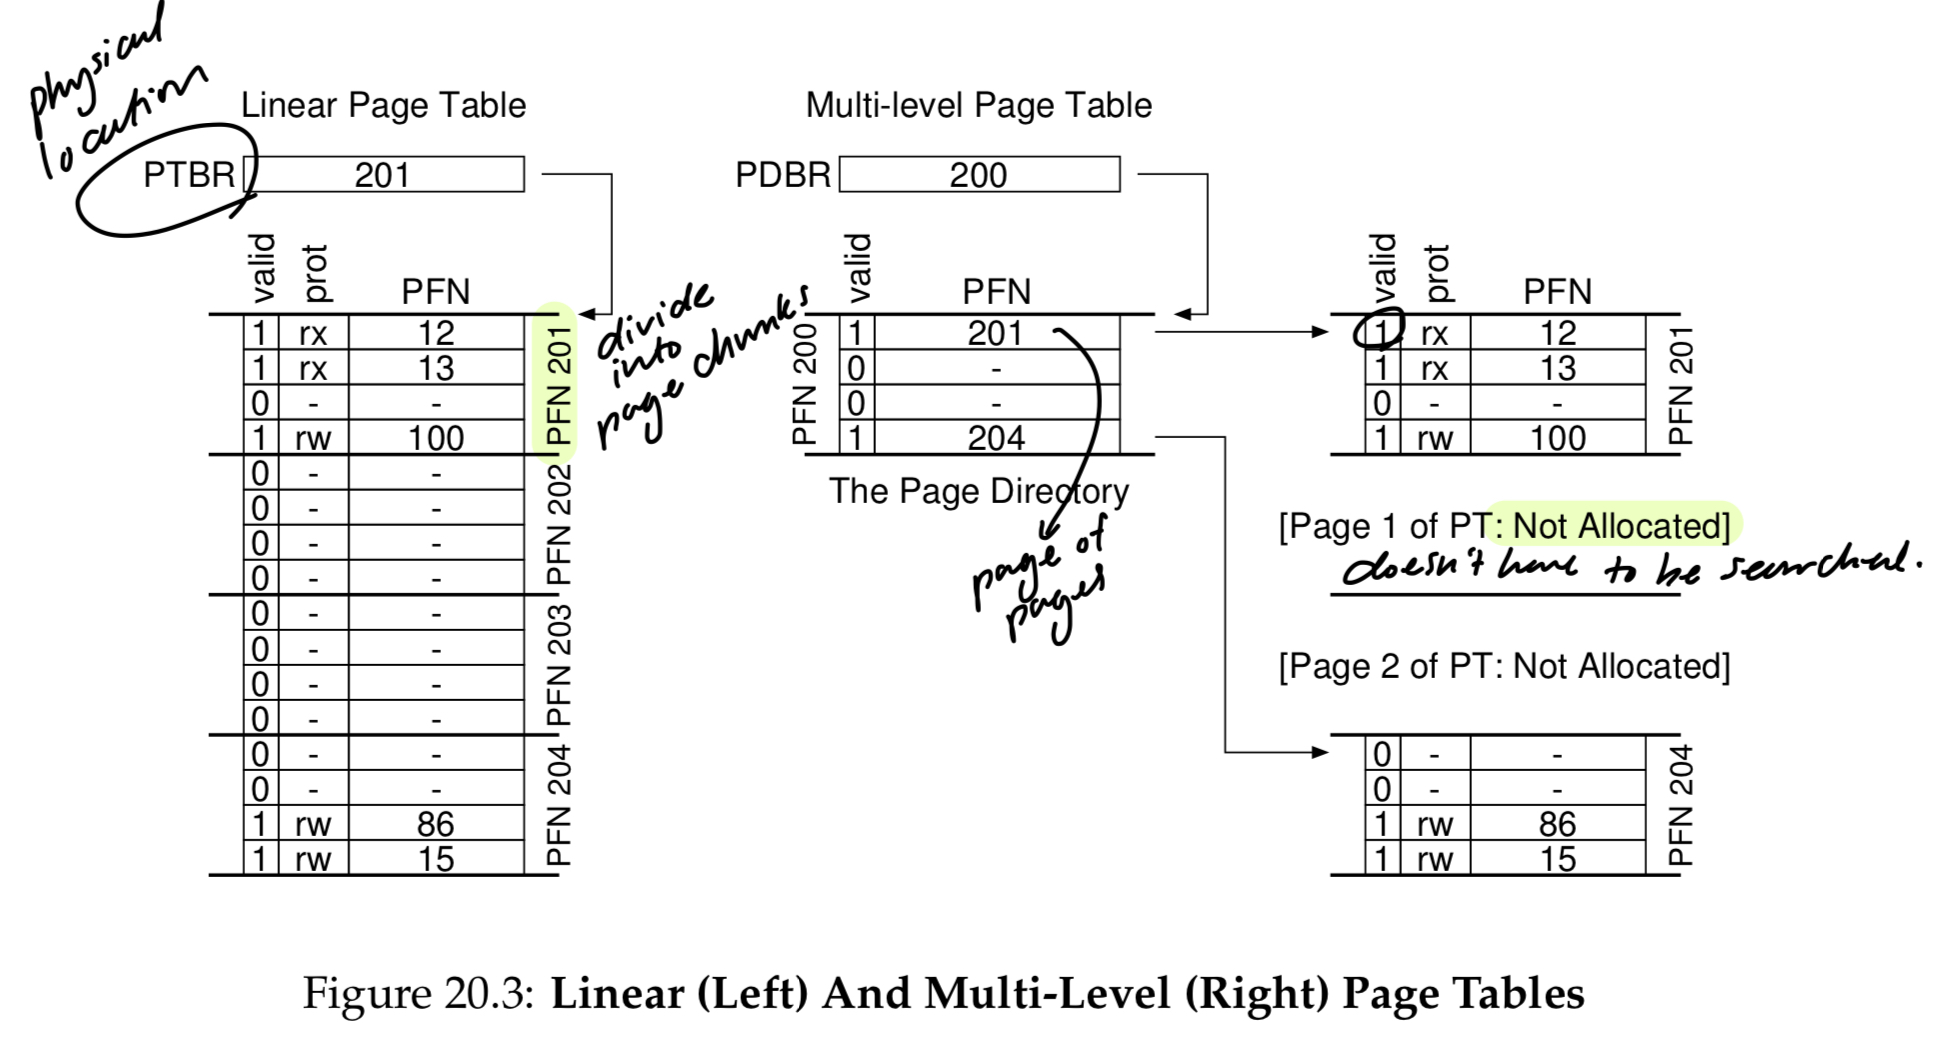 physical
location
Linear Page Table
PTBR 201
valid prot PFN
1 rx 12
1 rx 13
0 - -
1 rw 100
PFN 201
0 - -
0 - -
0 - -
0 - -
PFN 202
0 - -
0 - -
0 - -
0 - -
PFN 203
0 - -
0 - -
1 rw 86
1 rw 15
PFN 204
divide
into
page chunks
Multi-level Page Table
PDBR 200
valid PFN
1 201
0 -
0 -
1 204
PFN 200
The Page Directory
page of
pages
valid prot PFN
1 rx 12
1 rx 13
0 - -
1 rw 100
PFN 201
[Page 1 of PT: Not Allocated]
doesn't have to be searched.
[Page 2 of PT: Not Allocated]
0 - -
0 - -
1 rw 86
1 rw 15
PFN 204
Figure 20.3: Linear (Left) And Multi-Level (Right) Page Tables